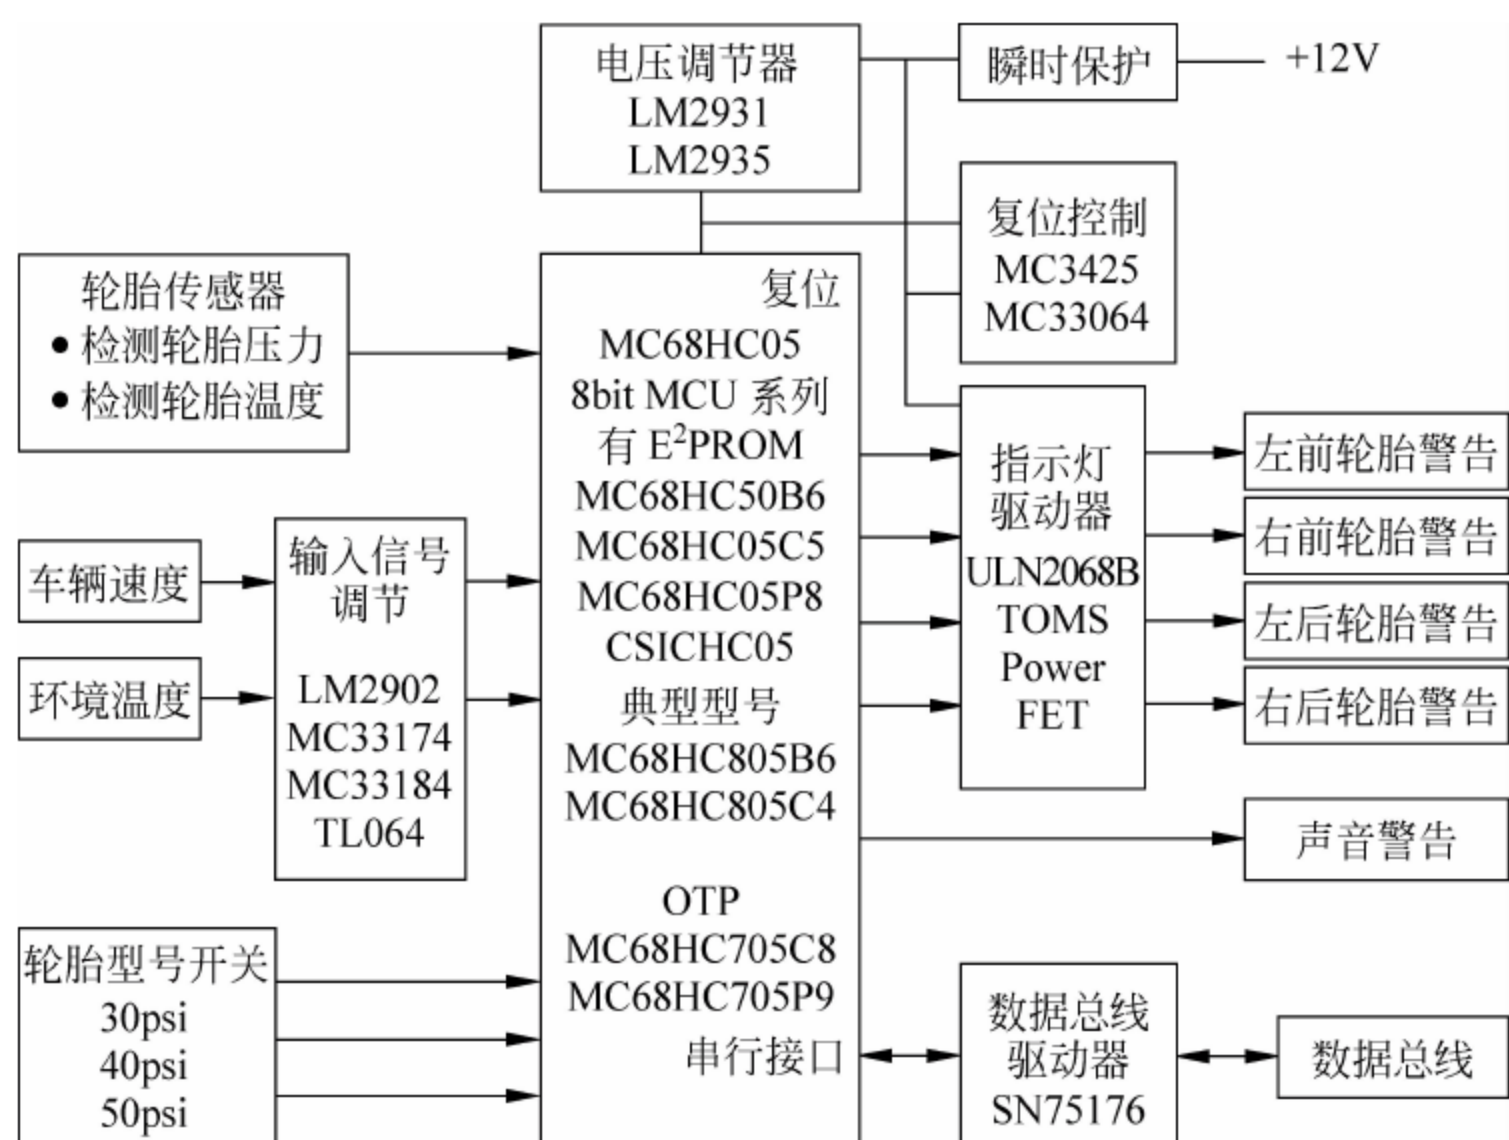 电压调节器
LM2931
LM2935
瞬时保护
+12V
复位控制
MC3425
MC33064
轮胎传感器
●检测轮胎压力
●检测轮胎温度
复位
MC68HC05
8bit MCU 系列
有 E²PROM
MC68HC50B6
MC68HC05C5
MC68HC05P8
CSICHC05
典型型号
MC68HC805B6
MC68HC805C4
OTP
MC68HC705C8
MC68HC705P9
串行接口
车辆速度
环境温度
输入信号
调节
LM2902
MC33174
MC33184
TL064
轮胎型号开关
30psi
40psi
50psi
指示灯
驱动器
ULN2068B
TOMS
Power
FET
左前轮胎警告
右前轮胎警告
左后轮胎警告
右后轮胎警告
声音警告
数据总线
驱动器
SN75176
数据总线